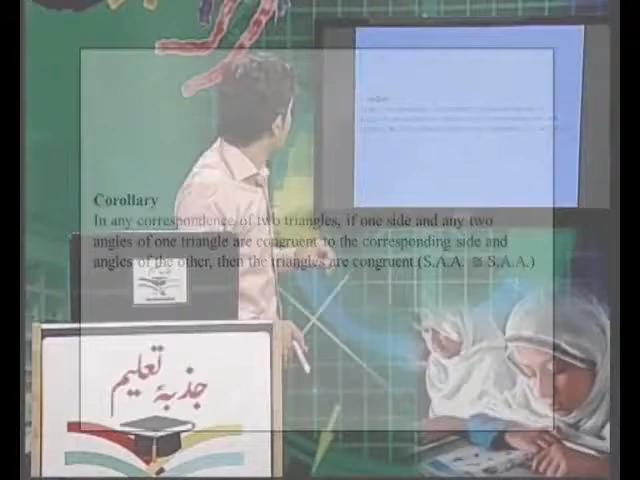 Corollary
In any correspondence of two triangles, if one side and any two
angles of one triangle are congruent to the corresponding side and
angles of the other, then the triangles are congruent.(S.A.A. ≅ S.A.A.)
جذبۂ تعلیم